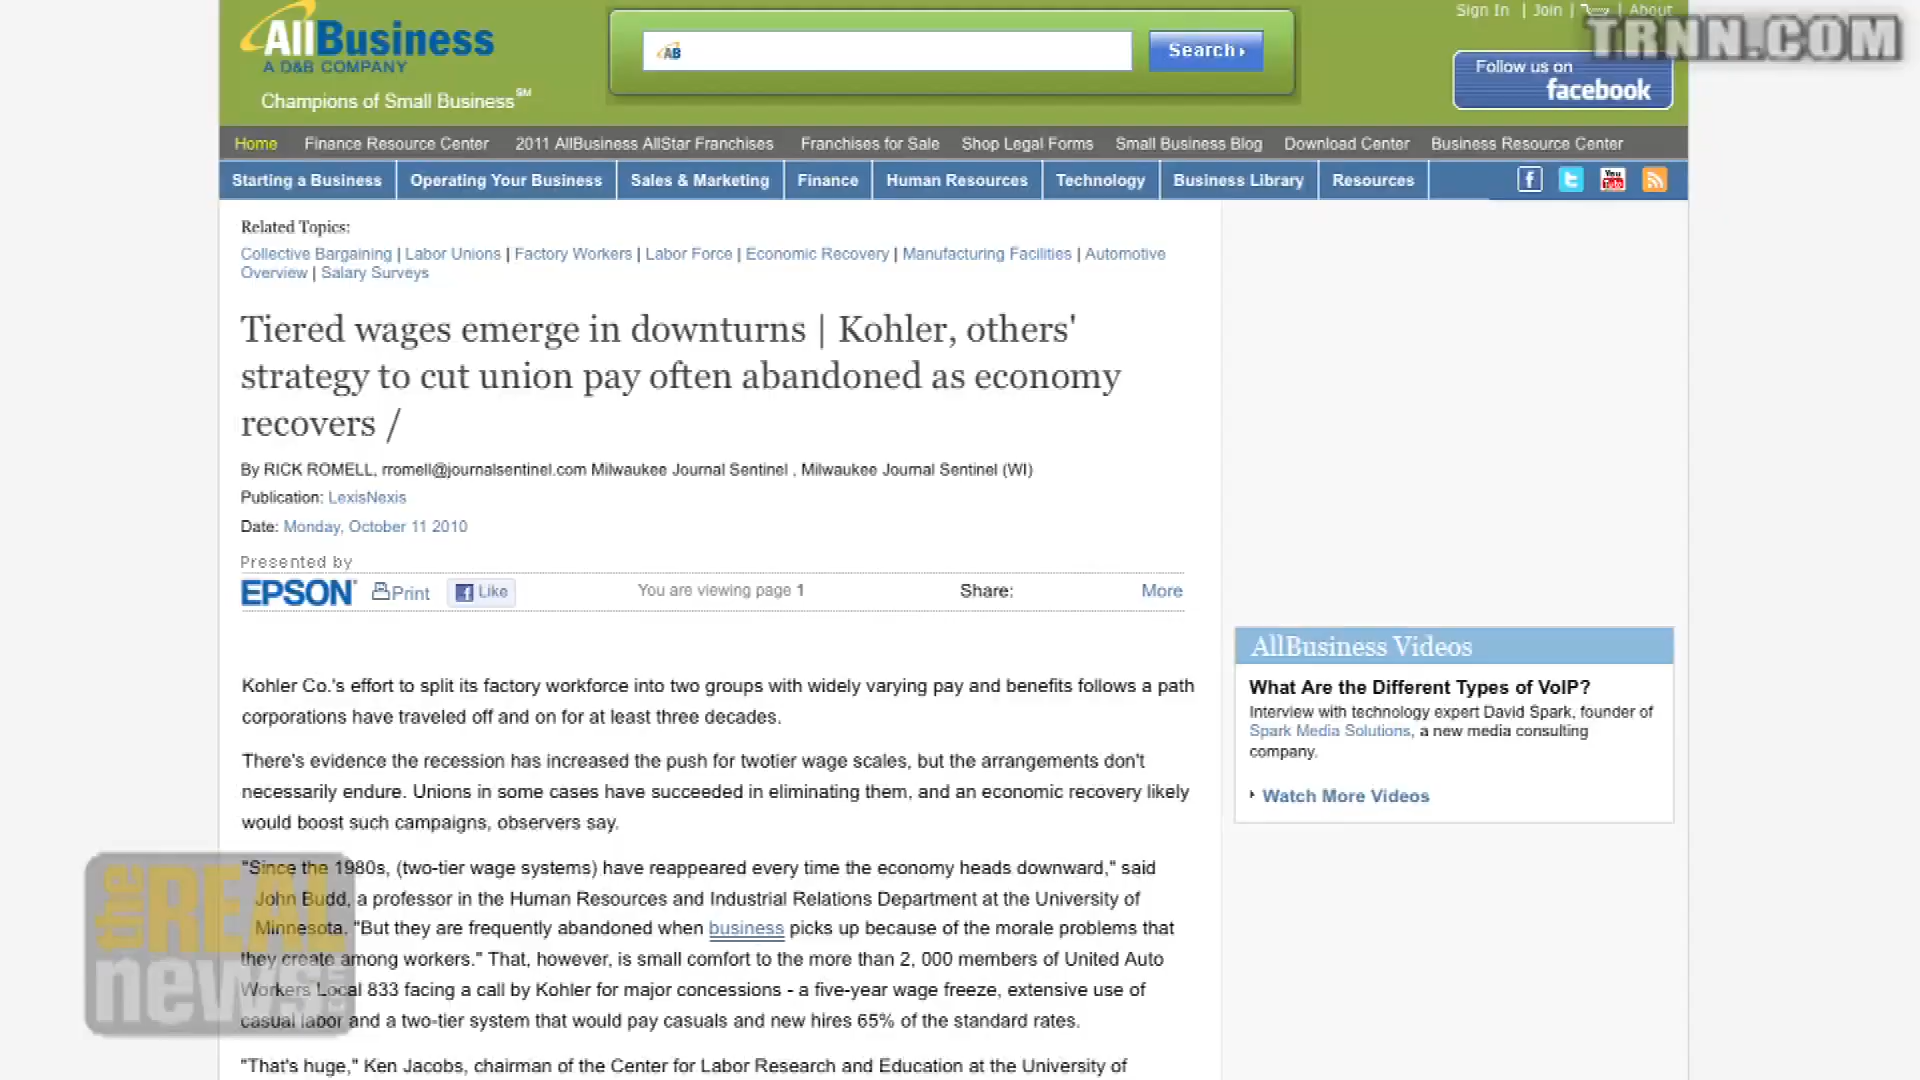 Sign In | Join | | About
TRNN.COM
AllBusiness
A D&B COMPANY
Champions of Small Business SM
AB
Search
Follow us on
facebook
Home Finance Resource Center 2011 AllBusiness AllStar Franchises Franchises for Sale Shop Legal Forms Small Business Blog Download Center Business Resource Center
Starting a Business Operating Your Business Sales & Marketing Finance Human Resources Technology Business Library Resources
You Tube
Related Topics:
Collective Bargaining | Labor Unions | Factory Workers | Labor Force | Economic Recovery | Manufacturing Facilities | Automotive
Overview | Salary Surveys
Tiered wages emerge in downturns | Kohler, others'
strategy to cut union pay often abandoned as economy
recovers /
By RICK ROMELL, rromell@journalsentinel.com Milwaukee Journal Sentinel , Milwaukee Journal Sentinel (WI)
Publication: LexisNexis
Date: Monday, October 11 2010
Presented by
EPSON Print Like You are viewing page 1 Share: More
Kohler Co.'s effort to split its factory workforce into two groups with widely varying pay and benefits follows a path
corporations have traveled off and on for at least three decades.
There's evidence the recession has increased the push for twotier wage scales, but the arrangements don't
necessarily endure. Unions in some cases have succeeded in eliminating them, and an economic recovery likely
would boost such campaigns, observers say.
"Since the 1980s, (two-tier wage systems) have reappeared every time the economy heads downward," said
John Budd, a professor in the Human Resources and Industrial Relations Department at the University of
Minnesota. "But they are frequently abandoned when business picks up because of the morale problems that
they create among workers." That, however, is small comfort to the more than 2, 000 members of United Auto
Workers Local 833 facing a call by Kohler for major concessions - a five-year wage freeze, extensive use of
casual labor and a two-tier system that would pay casuals and new hires 65% of the standard rates.
"That's huge," Ken Jacobs, chairman of the Center for Labor Research and Education at the University of
AllBusiness Videos
What Are the Different Types of VoIP?
Interview with technology expert David Spark, founder of
Spark Media Solutions, a new media consulting
company.
Watch More Videos
the REAL
news